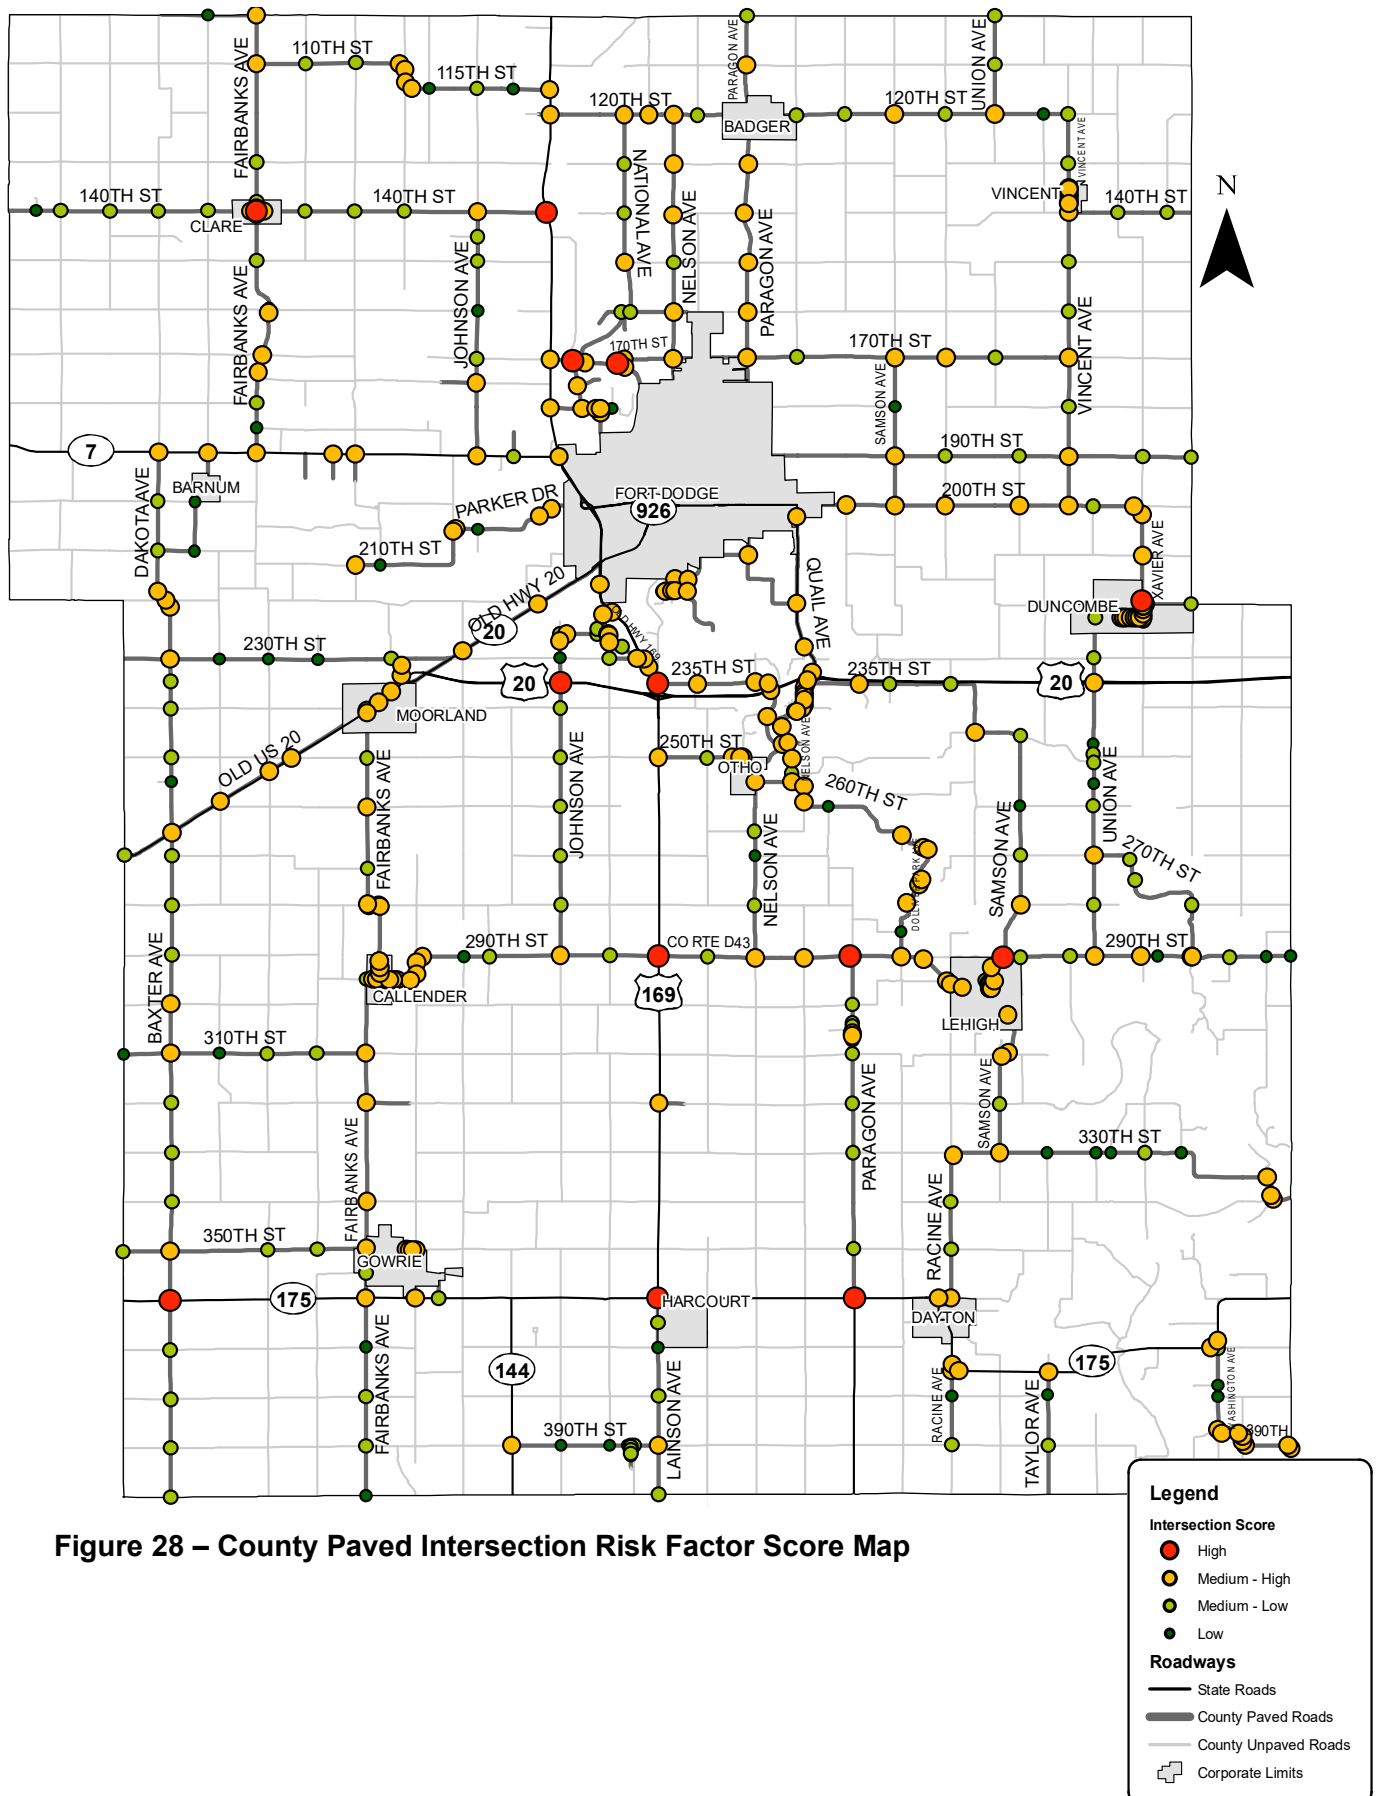 PARAGON AVE
UNION AVE
FAIRBANKS AVE
110TH ST
115TH ST
120TH ST
120TH ST
BADGER
VINCENT AVE
NATIONAL AVE
N
VINCENT
140TH ST
140TH ST
140TH ST
CLARE
NELSON AVE
PARAGON AVE
JOHNSON AVE
FAIRBANKS AVE
VINCENT AVE
170TH ST
170TH ST
SAMSON AVE
7
190TH ST
DAKOTA AVE
BARNUM
PARKER DR
FORT DODGE
926
200TH ST
210TH ST
XAVIER AVE
QUAIL AVE
OLD HWY 20
20
DUNCOMBE
OLD HWY 169
230TH ST
235TH ST
235TH ST
20
20
MOORLAND
OLD US 20
250TH ST
OTHO
NELSON AVE
FAIRBANKS AVE
JOHNSON AVE
260TH ST
UNION AVE
NELSON AVE
SAMSON AVE
270TH ST
BAXTER AVE
290TH ST
CO RTE D43
290TH ST
CALLENDER
169
LEHIGH
310TH ST
SAMSON AVE
PARAGON AVE
FAIRBANKS AVE
330TH ST
RACINE AVE
350TH ST
GOWRIE
175
HARCOURT
DAYTON
FAIRBANKS AVE
144
LAINSON AVE
RACINE AVE
TAYLOR AVE
175
WASHINGTON AVE
390TH ST
390TH
Legend
Intersection Score
High
Medium - High
Medium - Low
Low
Roadways
State Roads
County Paved Roads
County Unpaved Roads
Corporate Limits
Figure 28 – County Paved Intersection Risk Factor Score Map